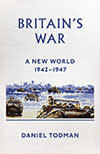 BRITAIN'S
WAR
A NEW WORLD
1942–1947
DANIEL TODMAN